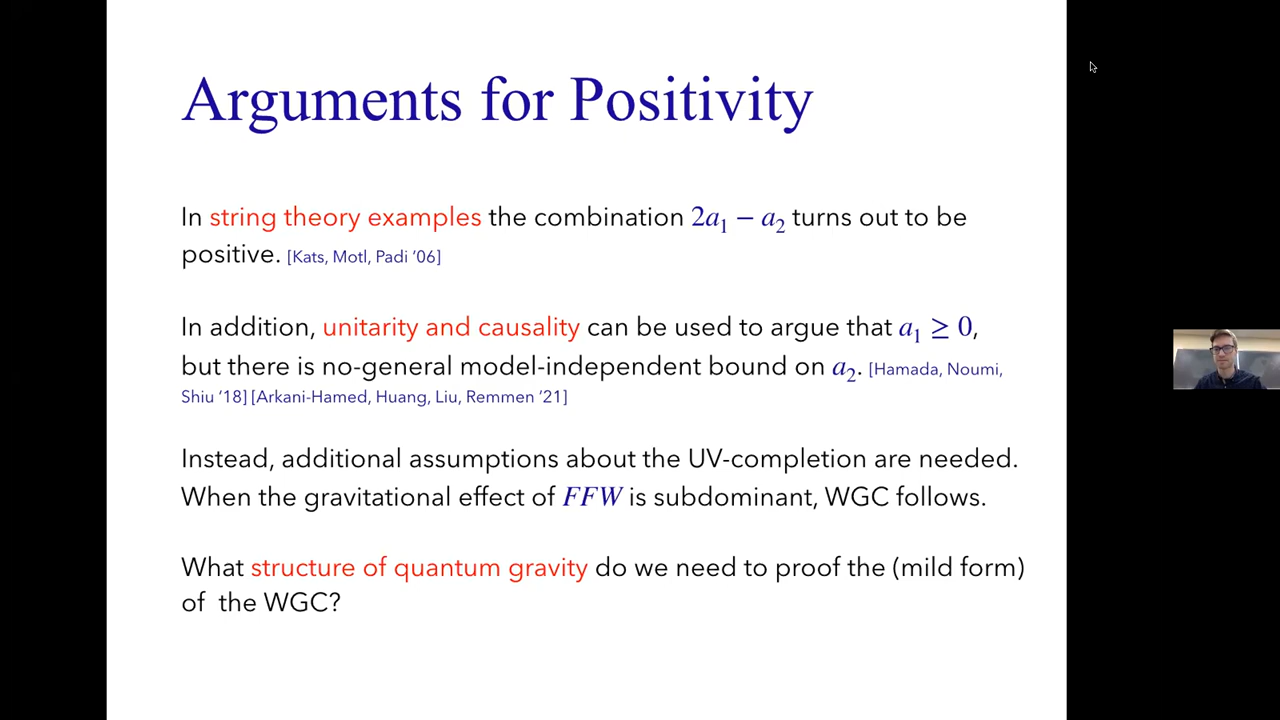 Arguments for Positivity
In string theory examples the combination 2a₁ − a₂ turns out to be
positive. [Kats, Motl, Padi '06]
In addition, unitarity and causality can be used to argue that a₁ ≥ 0,
but there is no-general model-independent bound on a₂. [Hamada, Noumi,
Shiu '18] [Arkani-Hamed, Huang, Liu, Remmen '21]
Instead, additional assumptions about the UV-completion are needed.
When the gravitational effect of FFW is subdominant, WGC follows.
What structure of quantum gravity do we need to proof the (mild form)
of the WGC?